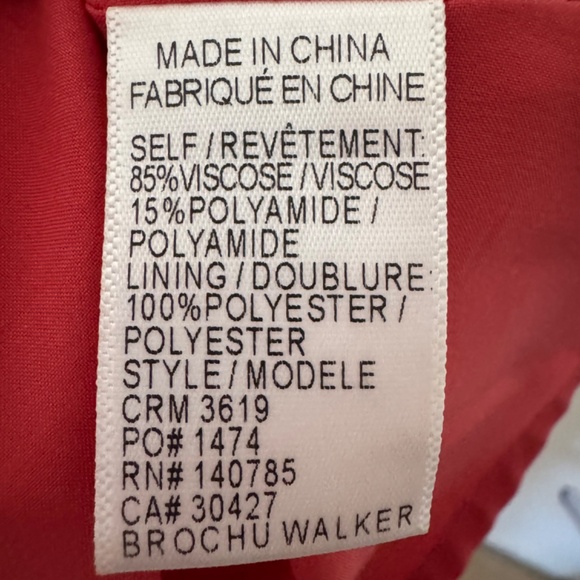 MADE IN CHINA
FABRIQUÉ EN CHINE
SELF / REVÊTEMENT:
85%VISCOSE / VISCOSE
15%POLYAMIDE /
POLYAMIDE
LINING / DOUBLURE:
100%POLYESTER /
POLYESTER
STYLE / MODELE
CRM 3619
PO# 1474
RN# 140785
CA# 30427
BROCHU WALKER